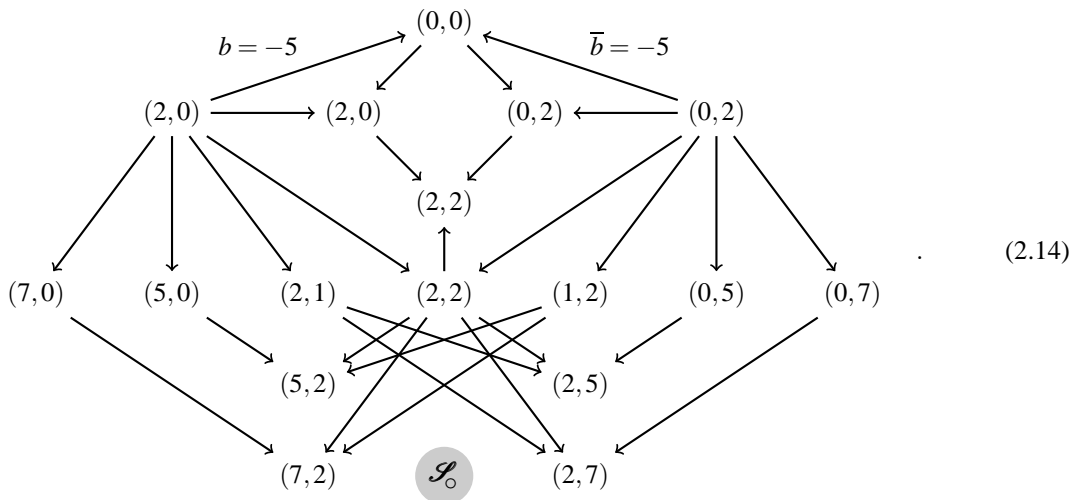 (0,0)
b = −5 b̅ = −5
(2,0) (2,0) (0,2) (0,2)
(2,2)
. (2.14)
(7,0) (5,0) (2,1) (2,2) (1,2) (0,5) (0,7)
(5,2) (2,5)
(7,2) 𝒮○ (2,7)